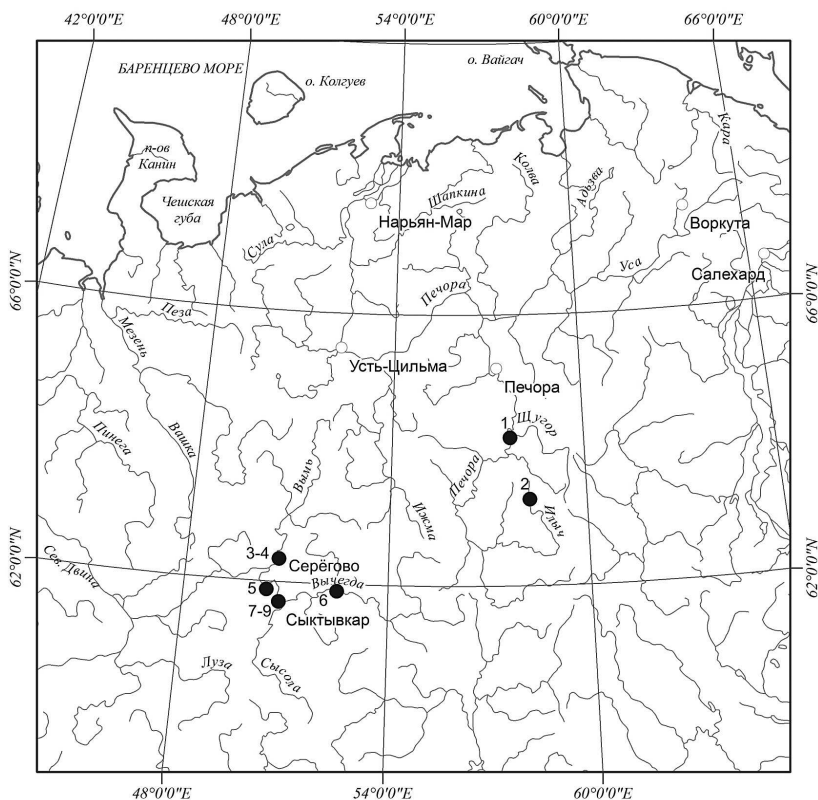 42°0'0"E 48°0'0"E 54°0'0"E 60°0'0"E 66°0'0"E
БАРЕНЦЕВО МОРЕ
о. Колгуев
о. Вайгач
п-ов
Канин
Чешская
губа
Кара
Колва
Адзьва
Шапкина
Нарьян-Мар
Воркута
Сула
Уса
Салехард
66°0'0"N
66°0'0"N
Печора
Пеза
Мезень
Усть-Цильма
Печора
1
Щугор
Пинега
Вашка
Вымь
Печора
2
Ижма
Илыч
3-4
Серёгово
62°0'0"N
62°0'0"N
Сев. Двина
Вычегда
5
6
7-9
Сыктывкар
Луза
Сысола
48°0'0"E 54°0'0"E 60°0'0"E